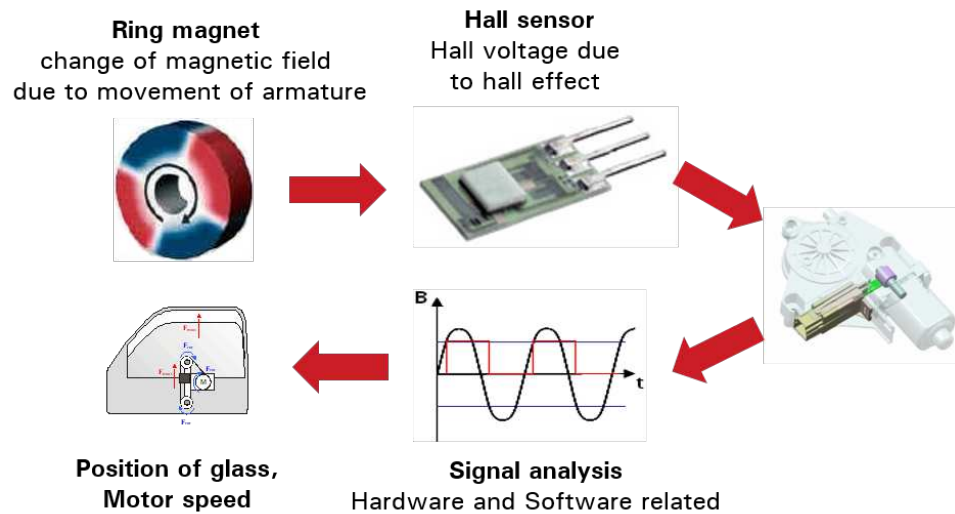 Ring magnet
change of magnetic field
due to movement of armature
Hall sensor
Hall voltage due
to hall effect
B
t
M
Position of glass,
Motor speed
Signal analysis
Hardware and Software related